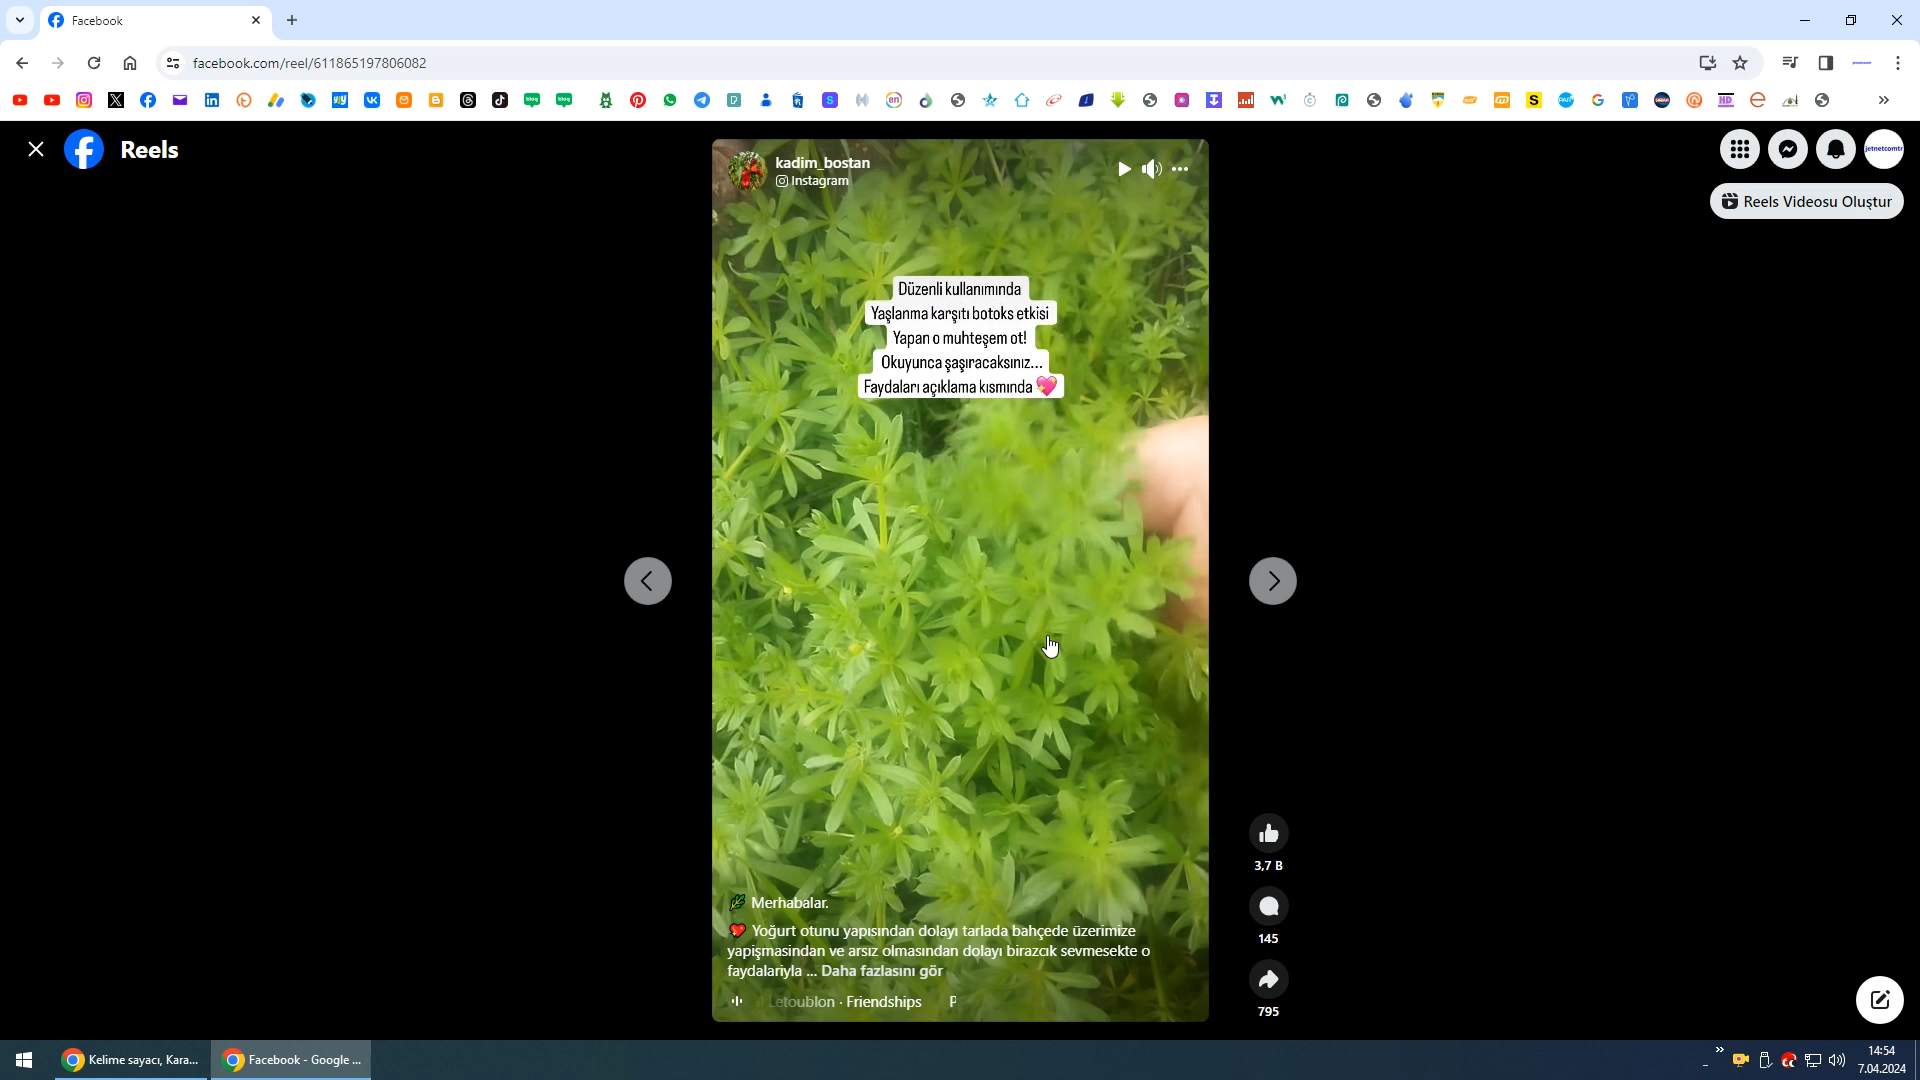 Facebook
facebook.com/reel/611865197806082
Reels
jetnetcomtr
Reels Videosu Oluştur
kadim_bostan
Instagram
Düzenli kullanımında
Yaşlanma karşıtı botoks etkisi
Yapan o muhteşem ot!
Okuyunca şaşıracaksınız...
Faydaları açıklama kısmında 💖
🌿 Merhabalar.
❤️ Yoğurt otunu yapısından dolayı tarlada bahçede üzerimize
yapişmasindan ve arsız olmasından dolayı birazcık sevmesekte o
faydalariyla ... Daha fazlasını gör
Letoublon · Friendships
3,7 B
145
795
Kelime sayacı, Kara...
Facebook - Google ...
14:54
7.04.2024